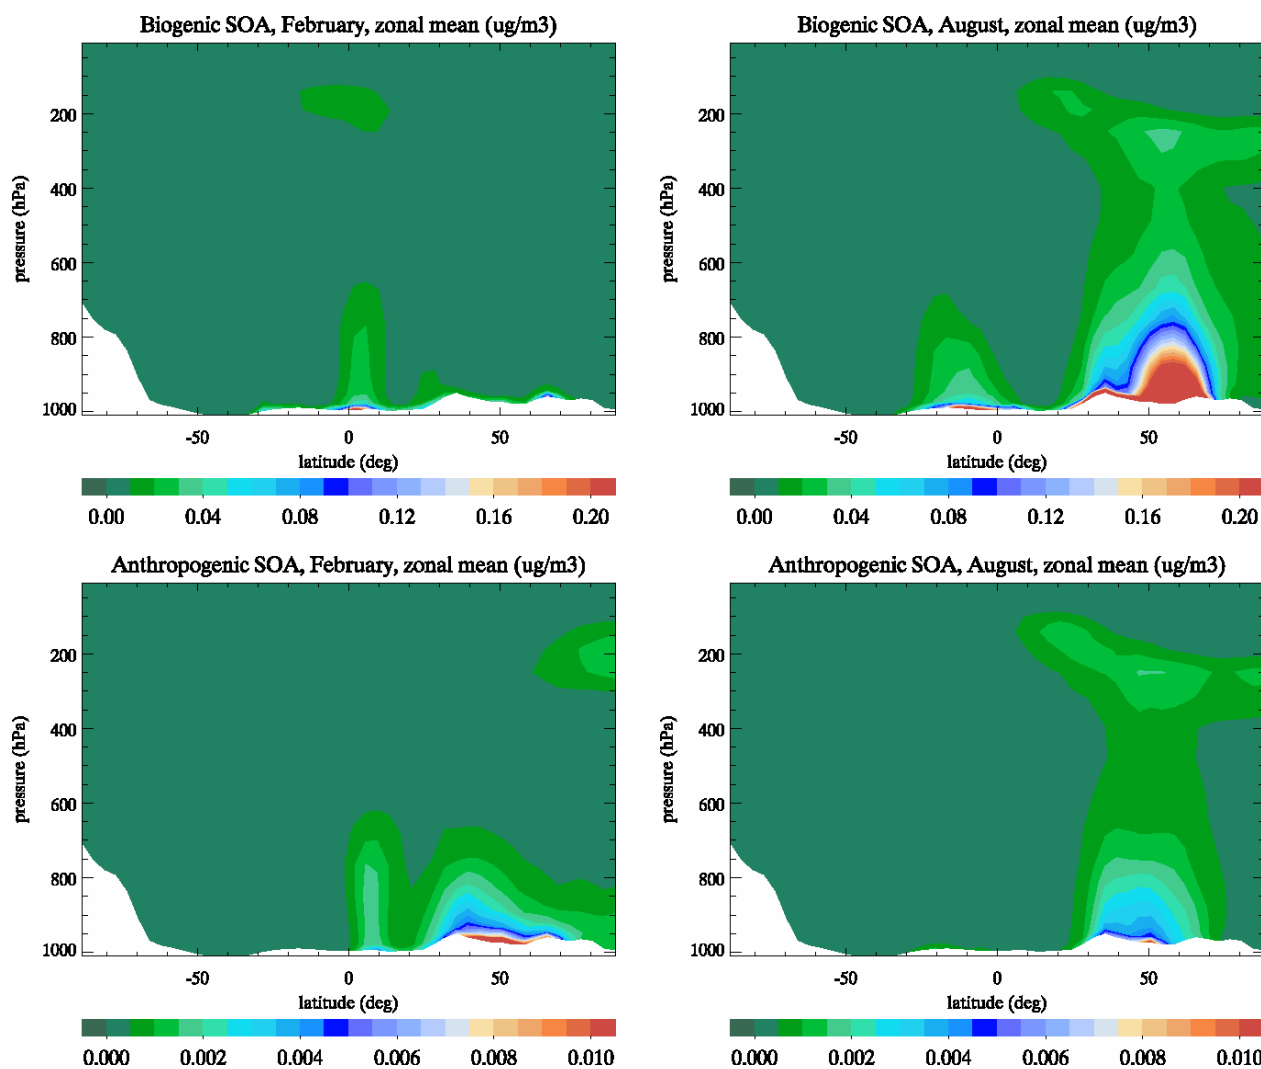 Biogenic SOA, February, zonal mean (ug/m3)
200
400
600
800
1000
pressure (hPa)
-50 0 50
latitude (deg)
0.00 0.04 0.08 0.12 0.16 0.20
Biogenic SOA, August, zonal mean (ug/m3)
200
400
600
800
1000
pressure (hPa)
-50 0 50
latitude (deg)
0.00 0.04 0.08 0.12 0.16 0.20
Anthropogenic SOA, February, zonal mean (ug/m3)
200
400
600
800
1000
pressure (hPa)
-50 0 50
latitude (deg)
0.000 0.002 0.004 0.006 0.008 0.010
Anthropogenic SOA, August, zonal mean (ug/m3)
200
400
600
800
1000
pressure (hPa)
-50 0 50
latitude (deg)
0.000 0.002 0.004 0.006 0.008 0.010